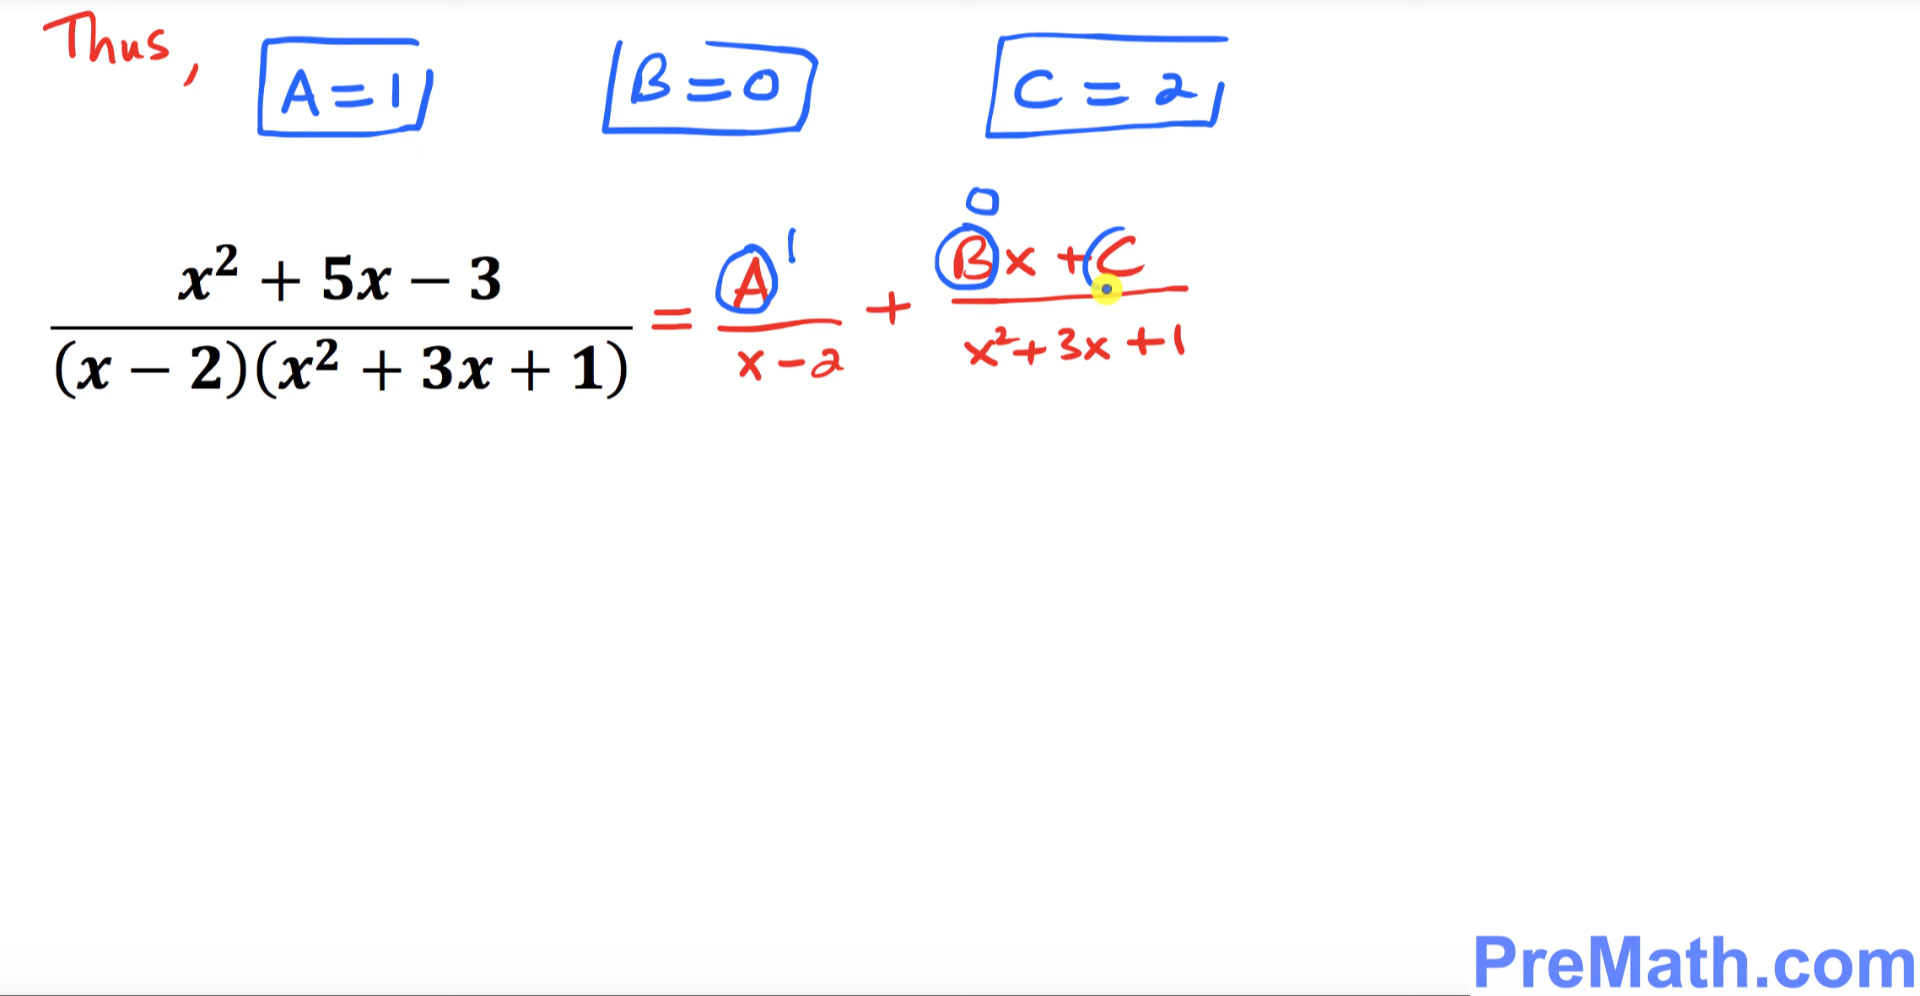 Thus, A=1 B=0 C=2
0
x² + 5x − 3 = A 1 + Bx + C
(x − 2)(x² + 3x + 1) x−2 x²+3x+1
PreMath.com